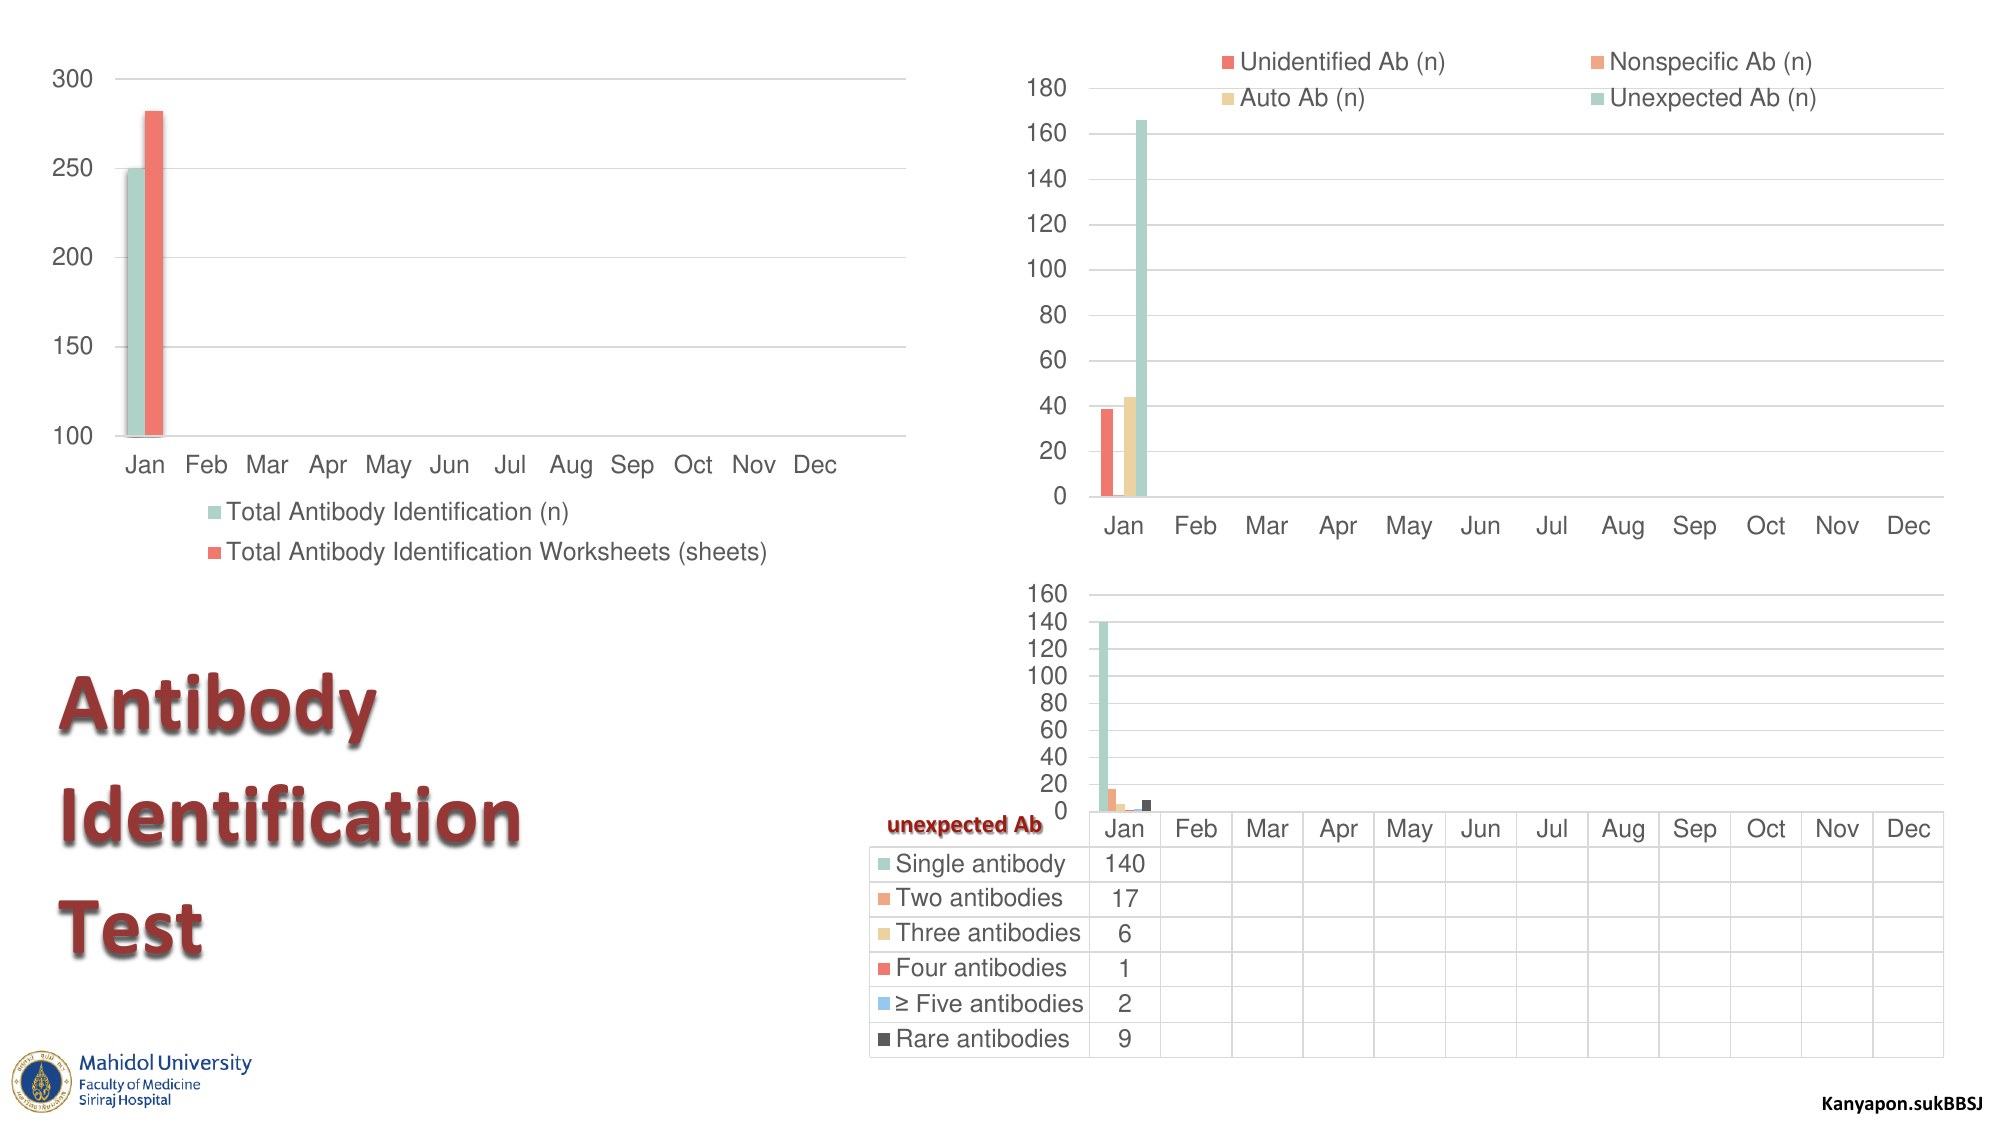 300
250
200
150
100
Jan Feb Mar Apr May Jun Jul Aug Sep Oct Nov Dec
Total Antibody Identification (n)
Total Antibody Identification Worksheets (sheets)
Unidentified Ab (n) Nonspecific Ab (n)
Auto Ab (n) Unexpected Ab (n)
180
160
140
120
100
80
60
40
20
0
Jan Feb Mar Apr May Jun Jul Aug Sep Oct Nov Dec
160
140
120
100
80
60
40
20
0
unexpected Ab
Jan Feb Mar Apr May Jun Jul Aug Sep Oct Nov Dec
Single antibody 140
Two antibodies 17
Three antibodies 6
Four antibodies 1
≥ Five antibodies 2
Rare antibodies 9
Antibody
Identification
Test
Mahidol University
Faculty of Medicine
Siriraj Hospital
Kanyapon.sukBBSJ